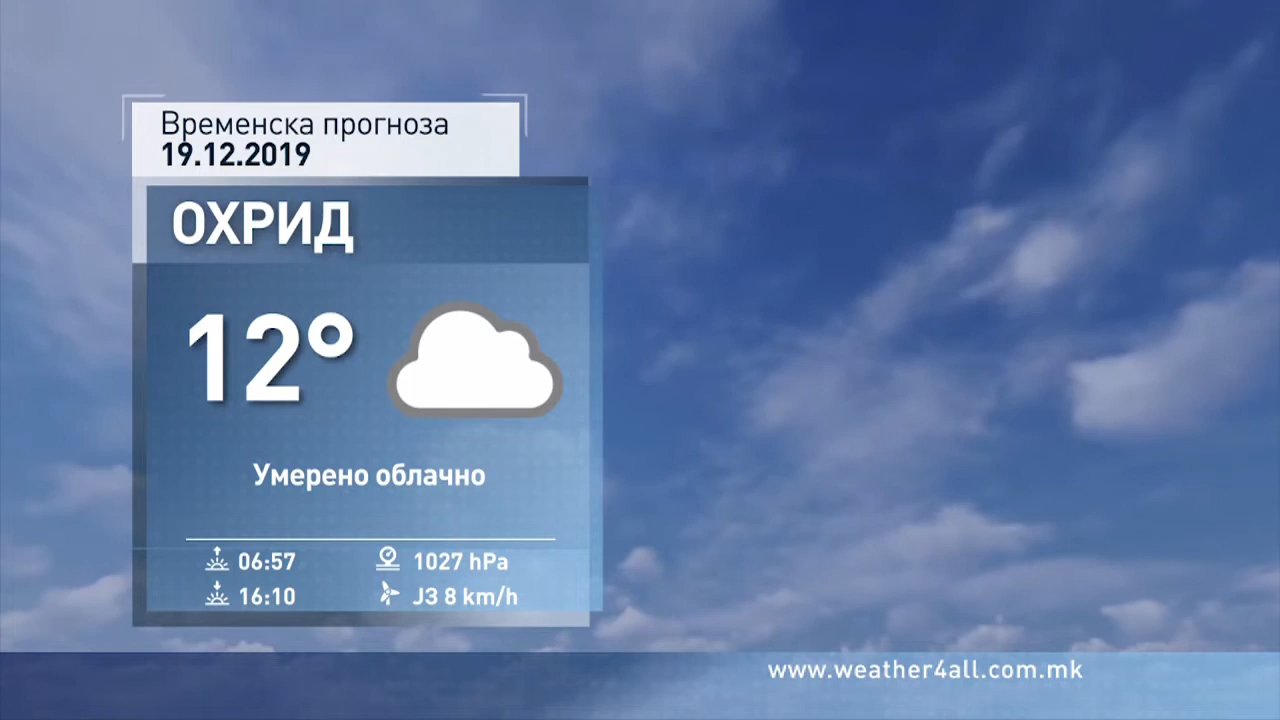 Временска прогноза
19.12.2019
ОХРИД
12°
Умерено облачно
06:57
1027 hPa
16:10
ЈЗ 8 km/h
www.weather4all.com.mk